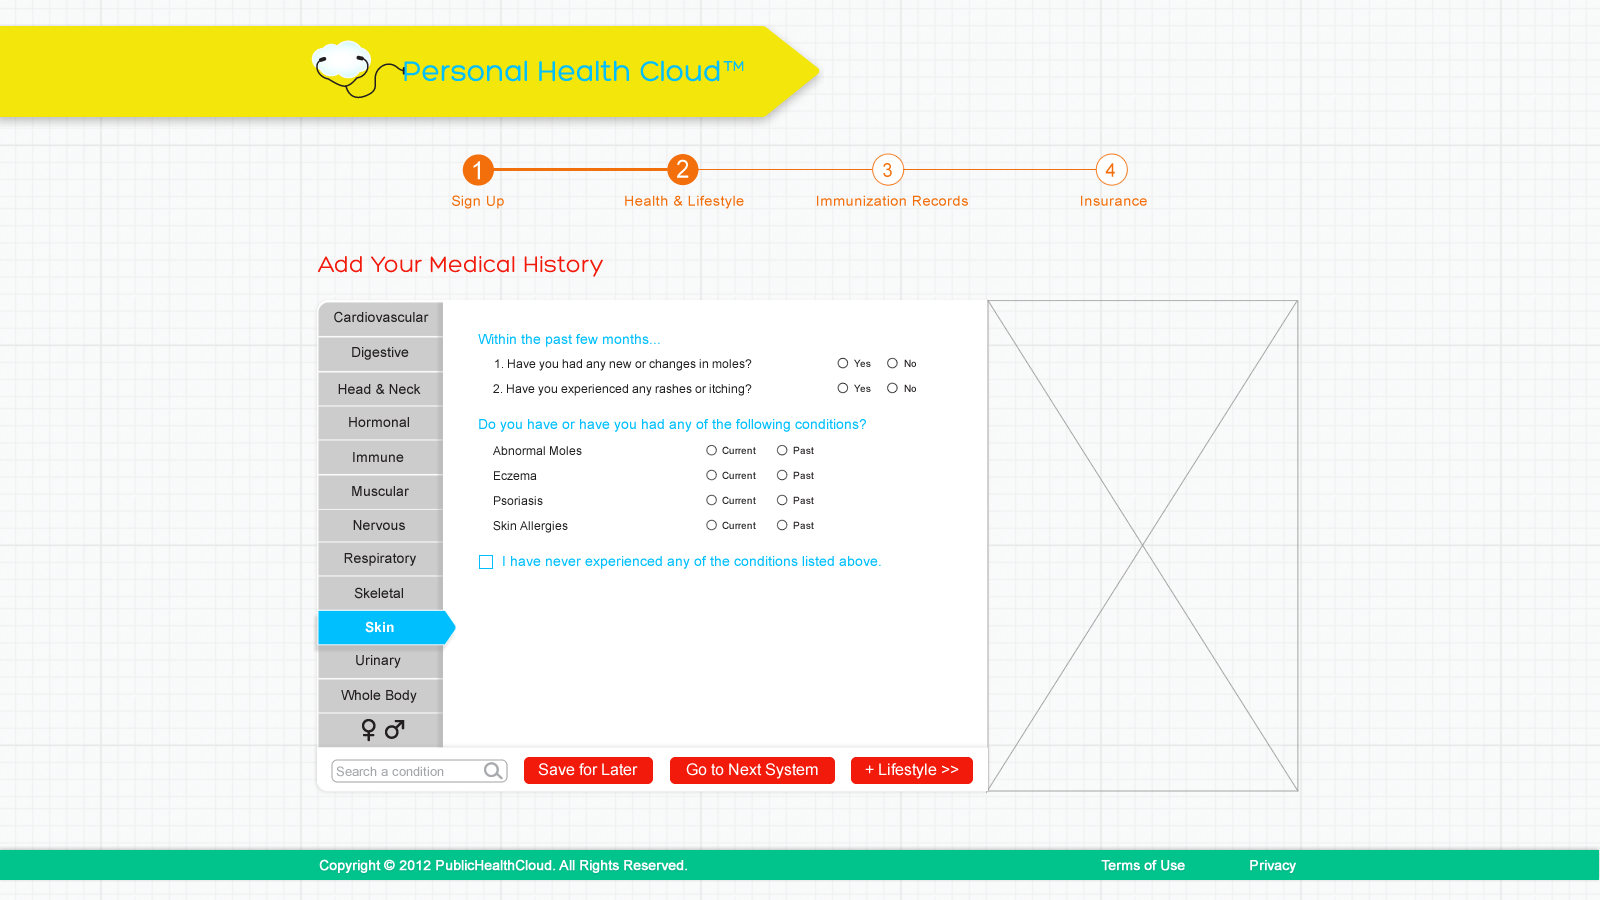 Personal Health Cloud™
1 2 3 4
Sign Up Health & Lifestyle Immunization Records Insurance
Add Your Medical History
Cardiovascular
Digestive
Head & Neck
Hormonal
Immune
Muscular
Nervous
Respiratory
Skeletal
Skin
Urinary
Whole Body
♀ ♂
Within the past few months...
1. Have you had any new or changes in moles? Yes No
2. Have you experienced any rashes or itching? Yes No
Do you have or have you had any of the following conditions?
Abnormal Moles Current Past
Eczema Current Past
Psoriasis Current Past
Skin Allergies Current Past
I have never experienced any of the conditions listed above.
Search a condition Save for Later Go to Next System + Lifestyle >>
Copyright © 2012 PublicHealthCloud. All Rights Reserved. Terms of Use Privacy